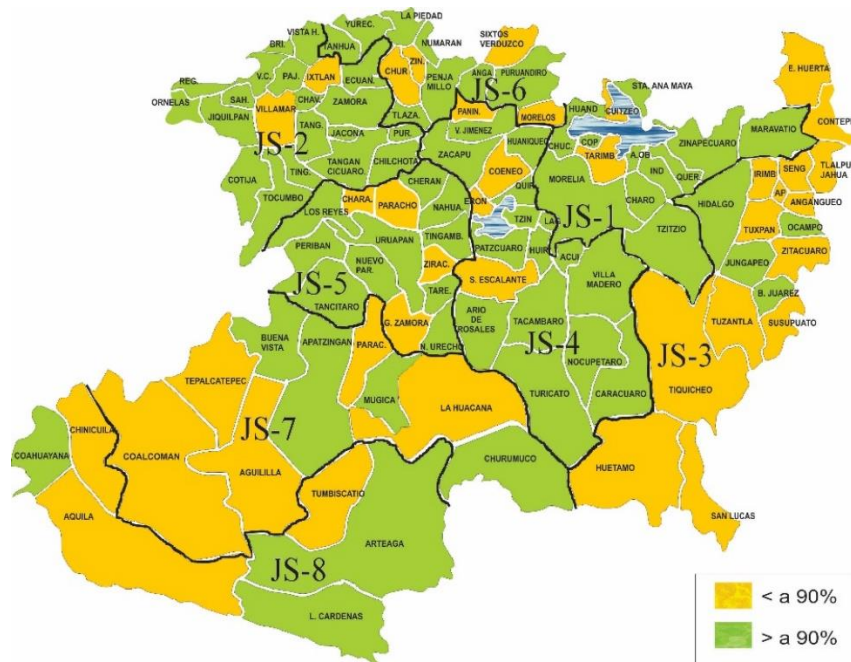 LA PIEDAD
SIXTOS
VERDUZCO
YUREC.
VISTA H.
TANHUA
NUMARAN
BRI.
ZIN.
CHUR
E. HUERTA
REG.
V.C.
PAJ.
IXTLAN
ECUAN.
PENJA
MILLO
ANGA
PURUANDIRO
STA. ANA MAYA
ORNELAS
SAH.
CHAV.
ZAMORA
JS-6
HUAND
CUITZEO
CONTEPE
JIQUILPAN
VILLAMAR
TLAZA.
PANIN.
MORELOS
MARAVATIO
JS-2
TANG.
JACONA
PUR.
V. JIMENEZ
HUANIQUEO
CHUC.
COP
ZINAPECUARO
TARIMB
A.OB
TLALPU
JAHUA
TING.
TANGAN
CICUARO.
CHILCHOTA
ZACAPU
COENEO
MORELIA
IND
QUER.
IRIMB
SENG
COTIJA
TOCUMBO
CHERAN
QUIR
AP
ANGANGUEO
CHARA.
PARACHO
NAHUA.
ERON
CHARO
HIDALGO
LOS REYES
TZIN
LAG.
JS-1
TZITZIO
TUXPAN
OCAMPO
PERIBAN
URUAPAN
TINGAMB.
PATZCUARO
HUIR
ACUI
ZITACUARO
NUEVO
PAR.
ZIRAC.
S. ESCALANTE
VILLA
MADERO
JUNGAPEO
JS-5
TARE.
B. JUAREZ
TANCITARO
G. ZAMORA
ARIO
DE
ROSALES
TACAMBARO
TUZANTLA
SUSUPUATO
BUENA
VISTA
APATZINGAN
PARAC.
N. URECHO
JS-4
JS-3
TEPALCATEPEC
NOCUPETARO
TIQUICHEO
MUGICA
TURICATO
CARACUARO
LA HUACANA
CHINICUILA
JS-7
COAHUAYANA
COALCOMAN
AGUILILLA
CHURUMUCO
HUETAMO
TUMBISCATIO
AQUILA
SAN LUCAS
ARTEAGA
JS-8
L. CARDENAS
< a 90%
> a 90%